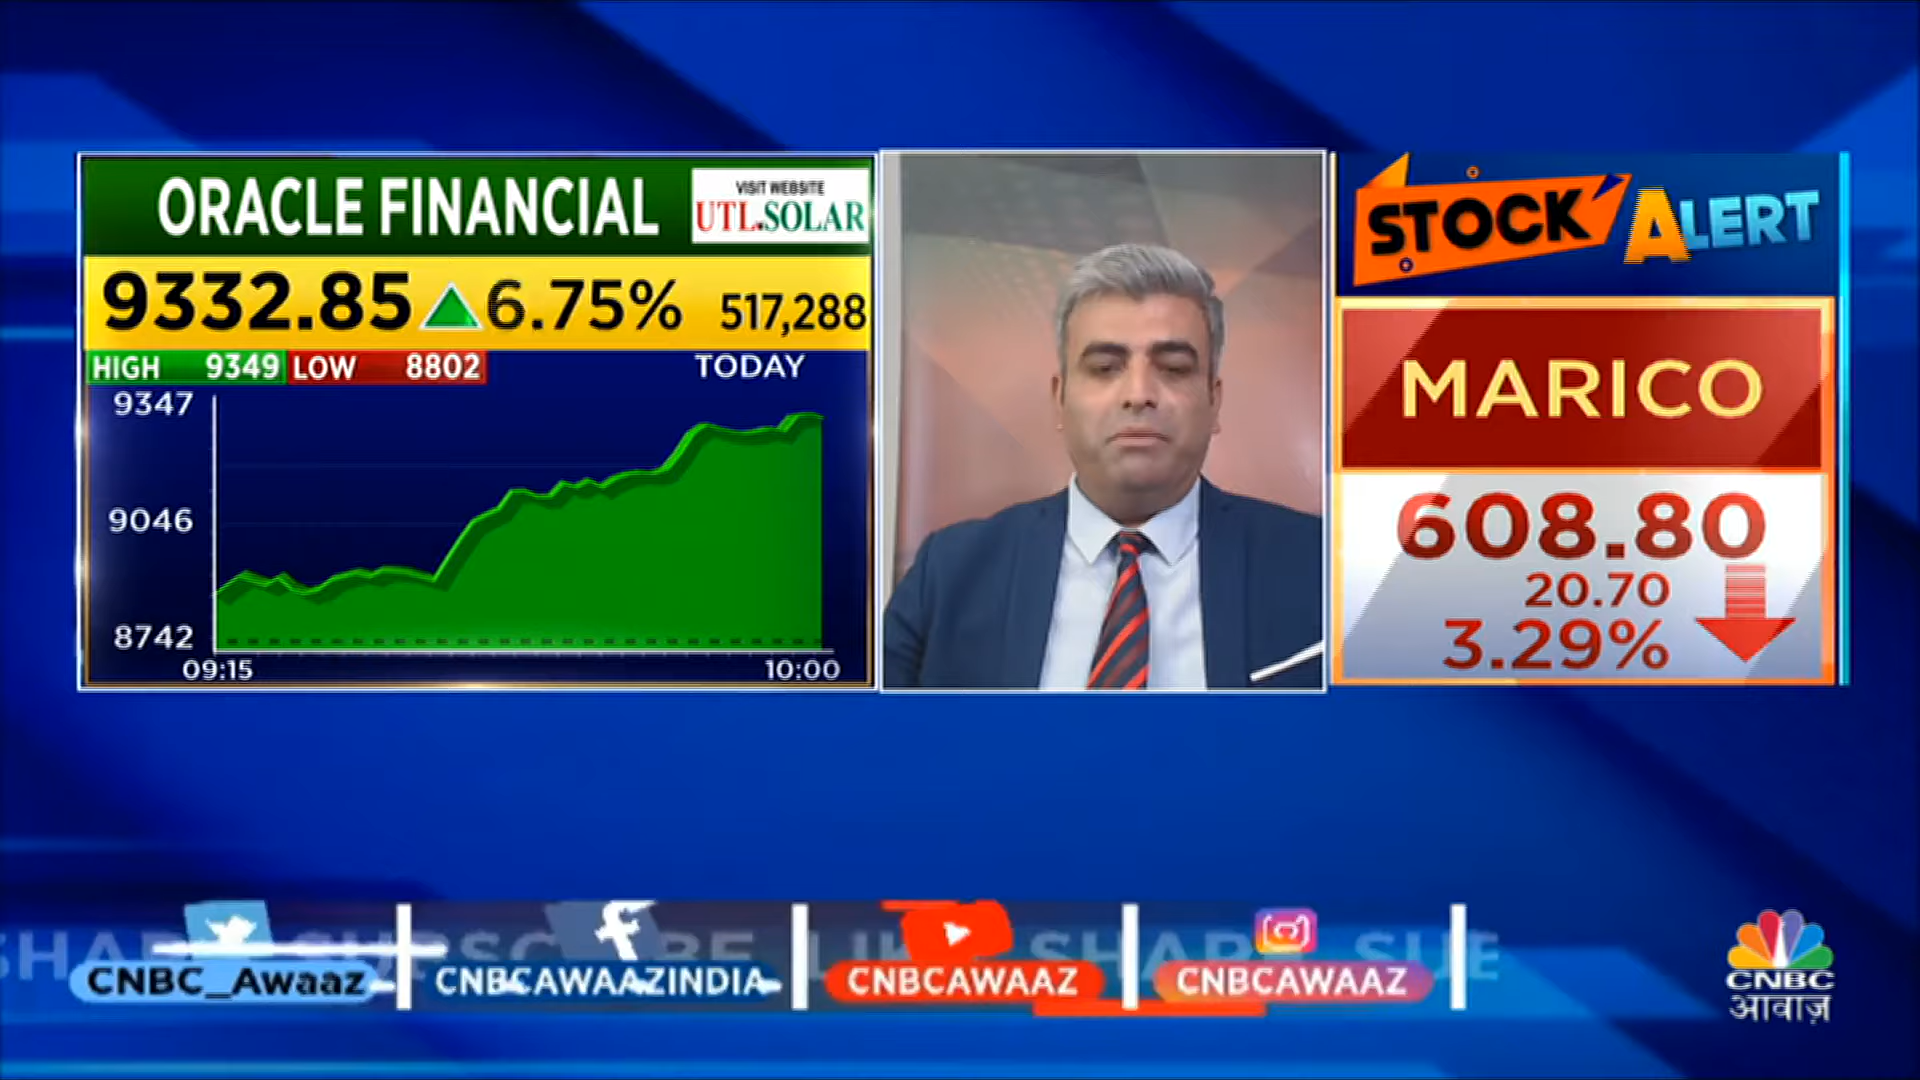 ORACLE FINANCIAL
VISIT WEBSITE
UTL.SOLAR
9332.85 6.75% 517,288
HIGH 9349 LOW 8802 TODAY
9347
9046
8742
09:15 10:00
STOCK ALERT
MARICO
608.80
20.70
3.29%
CNBC_Awaaz
CNBCAWAAZINDIA
CNBCAWAAZ
CNBCAWAAZ
CNBC
आवाज़